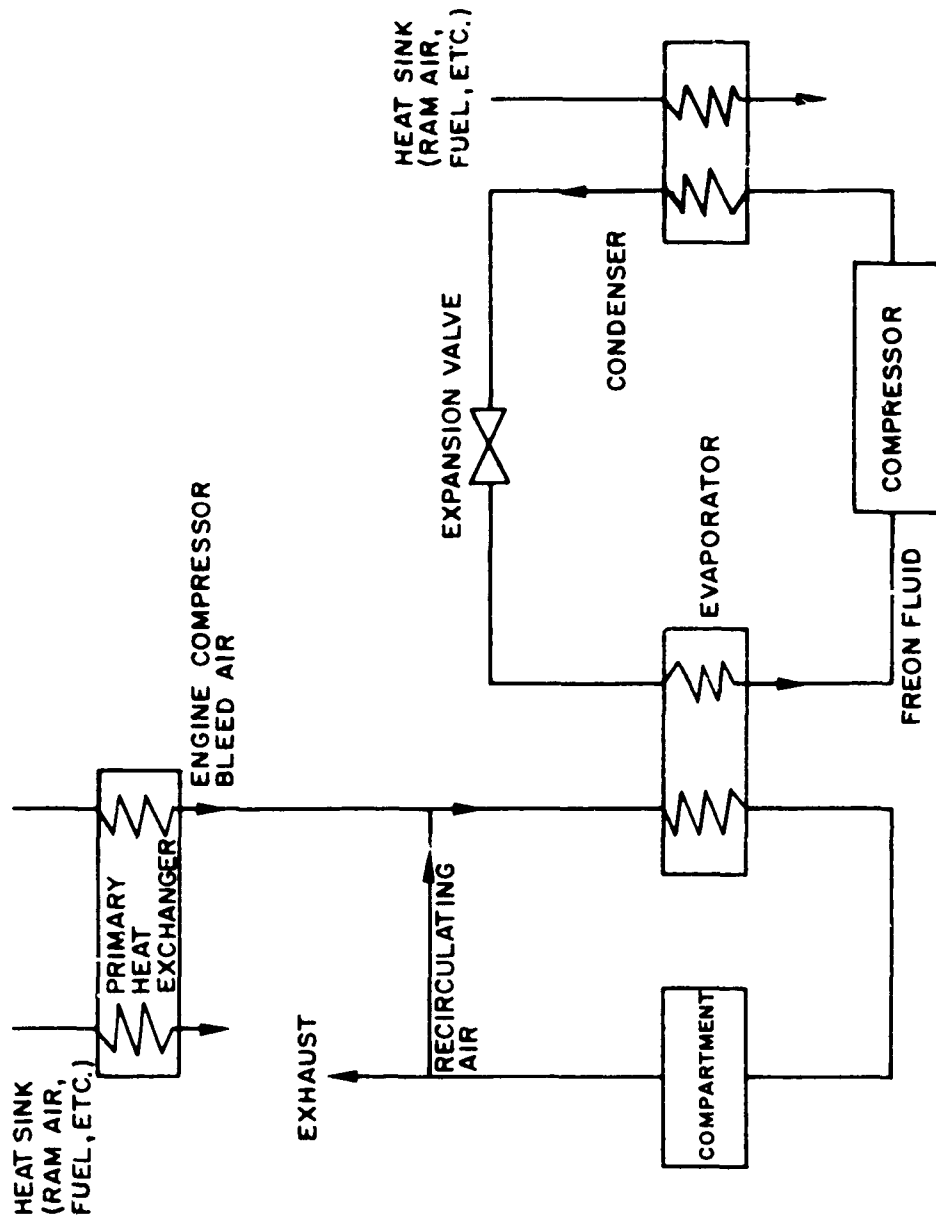 HEAT SINK
(RAM AIR,
FUEL, ETC.)
PRIMARY
HEAT
EXCHANGER
ENGINE COMPRESSOR
BLEED AIR
EXHAUST
RECIRCULATING
AIR
COMPARTMENT
EVAPORATOR
FREON FLUID
EXPANSION VALVE
CONDENSER
COMPRESSOR
HEAT SINK
(RAM AIR,
FUEL, ETC.)